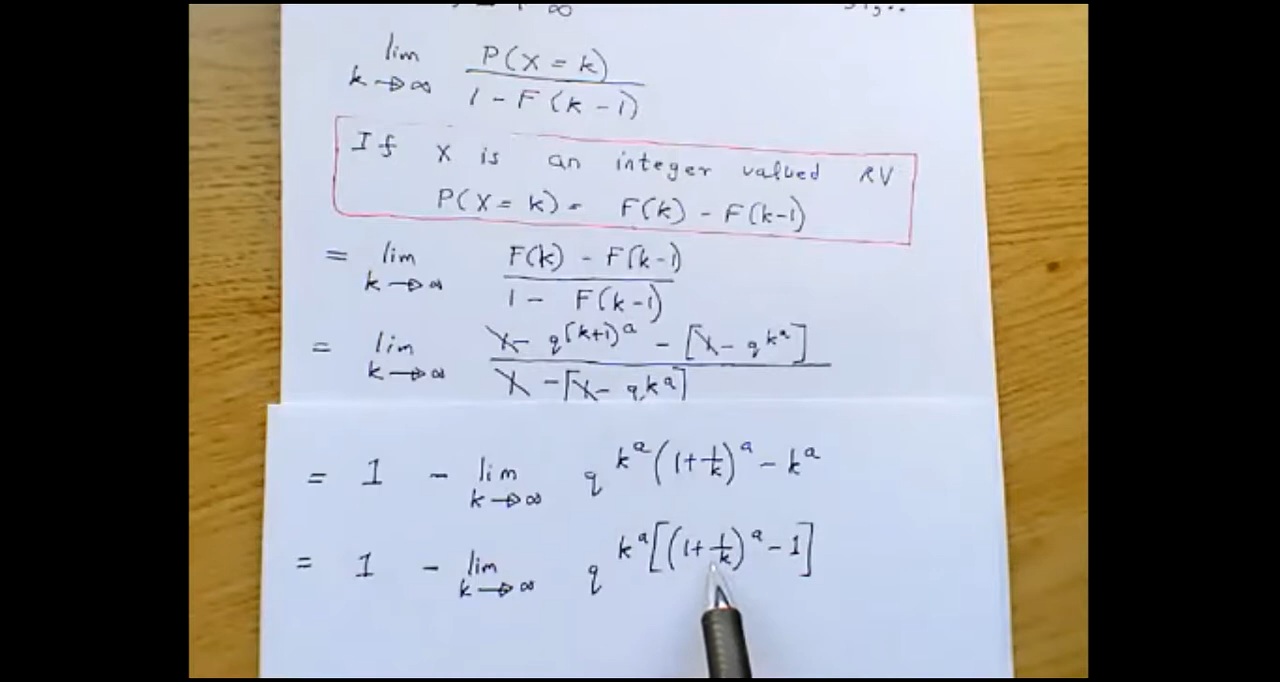 lim k→∞ P(X = k) / 1 - F(k-1)
If X is an integer valued RV
P(X = k) = F(k) - F(k-1)
= lim k→∞ F(k) - F(k-1) / 1 - F(k-1)
= lim k→∞ 1 - q^(k+1)^a - [1 - q^k^a] / 1 - [1 - q^k^a]
= 1 - lim k→∞ q^k^a(1+1/k)^a - k^a
= 1 - lim k→∞ q^k^a[(1+1/k)^a - 1]